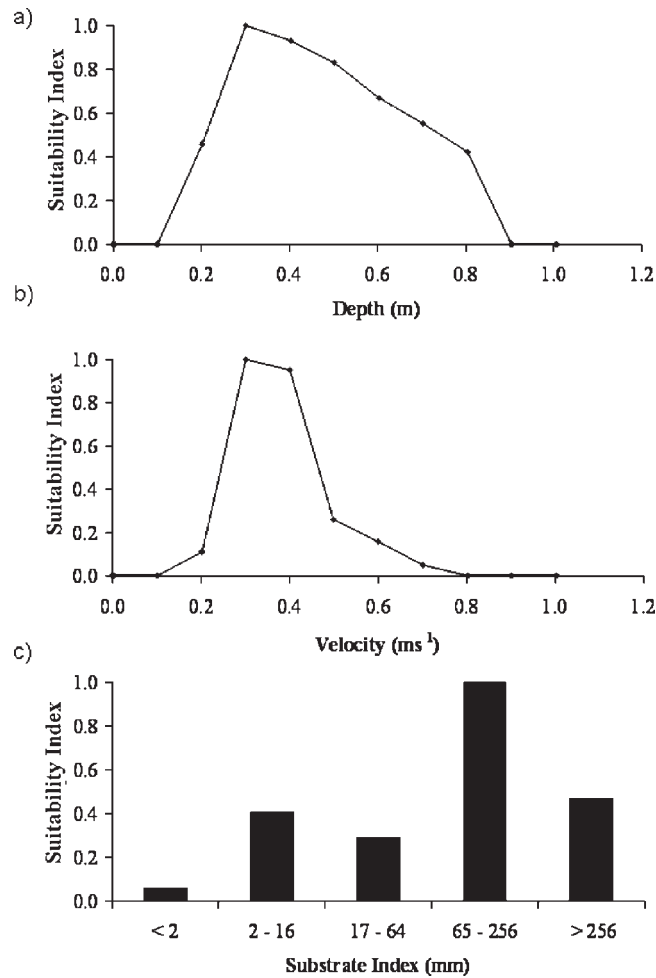 a)
1.0
0.8
0.6
0.4
0.2
0.0
Suitability Index
0.0 0.2 0.4 0.6 0.8 1.0 1.2
Depth (m)
b)
1.0
0.8
0.6
0.4
0.2
0.0
Suitability Index
0.0 0.2 0.4 0.6 0.8 1.0 1.2
Velocity (ms¹)
c)
1.0
0.8
0.6
0.4
0.2
0.0
Suitability Index
< 2 2 - 16 17 - 64 65 - 256 > 256
Substrate Index (mm)